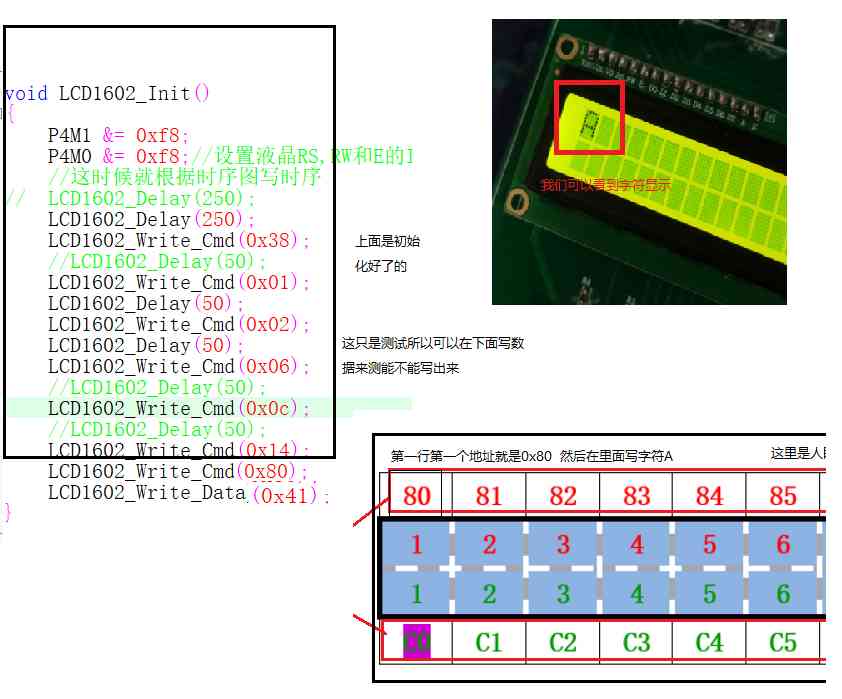 void LCD1602_Init()
{
P4M1 &= 0xf8;
P4M0 &= 0xf8;//设置液晶RS,RW和E的I
//这时候就根据时序图写时序
// LCD1602_Delay(250);
LCD1602_Delay(250);
LCD1602_Write_Cmd(0x38);
//LCD1602_Delay(50);
LCD1602_Write_Cmd(0x01);
LCD1602_Delay(50);
LCD1602_Write_Cmd(0x02);
LCD1602_Delay(50);
LCD1602_Write_Cmd(0x06);
//LCD1602_Delay(50);
LCD1602_Write_Cmd(0x0c);
//LCD1602_Delay(50);
LCD1602_Write_Cmd(0x14);
LCD1602_Write_Cmd(0x80);
LCD1602_Write_Data(0x41);
}
上面是初始
化好了的
这只是测试所以可以在下面写数
据来测能不能写出来
A
我们可以看到字符显示
第一行第一个地址就是0x80 然后在里面写字符A
这里是人
80 81 82 83 84 85
1 2 3 4 5 6
1 2 3 4 5 6
C0 C1 C2 C3 C4 C5